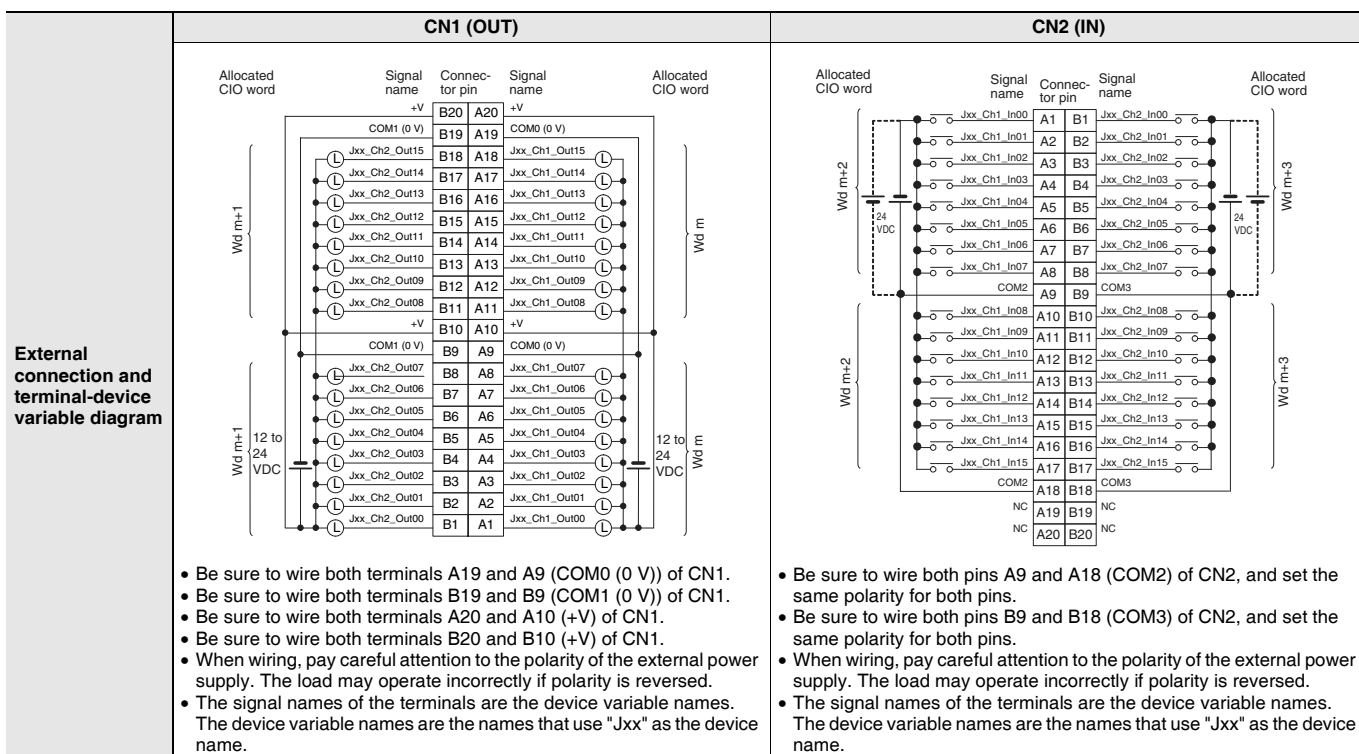 CN1 (OUT)
CN2 (IN)
External
connection and
terminal-device
variable diagram
Allocated
CIO word
Signal
name
Connec-
tor pin
Signal
name
Allocated
CIO word
+V B20 A20 +V
COM1 (0 V) B19 A19 COM0 (0 V)
L Jxx_Ch2_Out15 B18 A18 Jxx_Ch1_Out15 L
L Jxx_Ch2_Out14 B17 A17 Jxx_Ch1_Out14 L
L Jxx_Ch2_Out13 B16 A16 Jxx_Ch1_Out13 L
L Jxx_Ch2_Out12 B15 A15 Jxx_Ch1_Out12 L
L Jxx_Ch2_Out11 B14 A14 Jxx_Ch1_Out11 L
L Jxx_Ch2_Out10 B13 A13 Jxx_Ch1_Out10 L
L Jxx_Ch2_Out09 B12 A12 Jxx_Ch1_Out09 L
L Jxx_Ch2_Out08 B11 A11 Jxx_Ch1_Out08 L
Wd m+1
Wd m
+V B10 A10 +V
COM1 (0 V) B9 A9 COM0 (0 V)
L Jxx_Ch2_Out07 B8 A8 Jxx_Ch1_Out07 L
L Jxx_Ch2_Out06 B7 A7 Jxx_Ch1_Out06 L
L Jxx_Ch2_Out05 B6 A6 Jxx_Ch1_Out05 L
L Jxx_Ch2_Out04 B5 A5 Jxx_Ch1_Out04 L
L Jxx_Ch2_Out03 B4 A4 Jxx_Ch1_Out03 L
L Jxx_Ch2_Out02 B3 A3 Jxx_Ch1_Out02 L
L Jxx_Ch2_Out01 B2 A2 Jxx_Ch1_Out01 L
L Jxx_Ch2_Out00 B1 A1 Jxx_Ch1_Out00 L
Wd m+1
12 to
24
VDC
12 to
24
VDC
Wd m
• Be sure to wire both terminals A19 and A9 (COM0 (0 V)) of CN1.
• Be sure to wire both terminals B19 and B9 (COM1 (0 V)) of CN1.
• Be sure to wire both terminals A20 and A10 (+V) of CN1.
• Be sure to wire both terminals B20 and B10 (+V) of CN1.
• When wiring, pay careful attention to the polarity of the external power
supply. The load may operate incorrectly if polarity is reversed.
• The signal names of the terminals are the device variable names.
The device variable names are the names that use "Jxx" as the device
name.
Allocated
CIO word
Signal
name
Connec-
tor pin
Signal
name
Allocated
CIO word
Jxx_Ch1_In00 A1 B1 Jxx_Ch2_In00
Jxx_Ch1_In01 A2 B2 Jxx_Ch2_In01
Jxx_Ch1_In02 A3 B3 Jxx_Ch2_In02
Jxx_Ch1_In03 A4 B4 Jxx_Ch2_In03
Jxx_Ch1_In04 A5 B5 Jxx_Ch2_In04
Jxx_Ch1_In05 A6 B6 Jxx_Ch2_In05
Jxx_Ch1_In06 A7 B7 Jxx_Ch2_In06
Jxx_Ch1_In07 A8 B8 Jxx_Ch2_In07
Wd m+2
24
VDC
24
VDC
Wd m+3
COM2 A9 B9 COM3
Jxx_Ch1_In08 A10 B10 Jxx_Ch2_In08
Jxx_Ch1_In09 A11 B11 Jxx_Ch2_In09
Jxx_Ch1_In10 A12 B12 Jxx_Ch2_In10
Jxx_Ch1_In11 A13 B13 Jxx_Ch2_In11
Jxx_Ch1_In12 A14 B14 Jxx_Ch2_In12
Jxx_Ch1_In13 A15 B15 Jxx_Ch2_In13
Jxx_Ch1_In14 A16 B16 Jxx_Ch2_In14
Jxx_Ch1_In15 A17 B17 Jxx_Ch2_In15
Wd m+2
Wd m+3
COM2 A18 B18 COM3
NC A19 B19 NC
NC A20 B20 NC
• Be sure to wire both pins A9 and A18 (COM2) of CN2, and set the
same polarity for both pins.
• Be sure to wire both pins B9 and B18 (COM3) of CN2, and set the
same polarity for both pins.
• When wiring, pay careful attention to the polarity of the external power
supply. The load may operate incorrectly if polarity is reversed.
• The signal names of the terminals are the device variable names.
The device variable names are the names that use "Jxx" as the device
name.